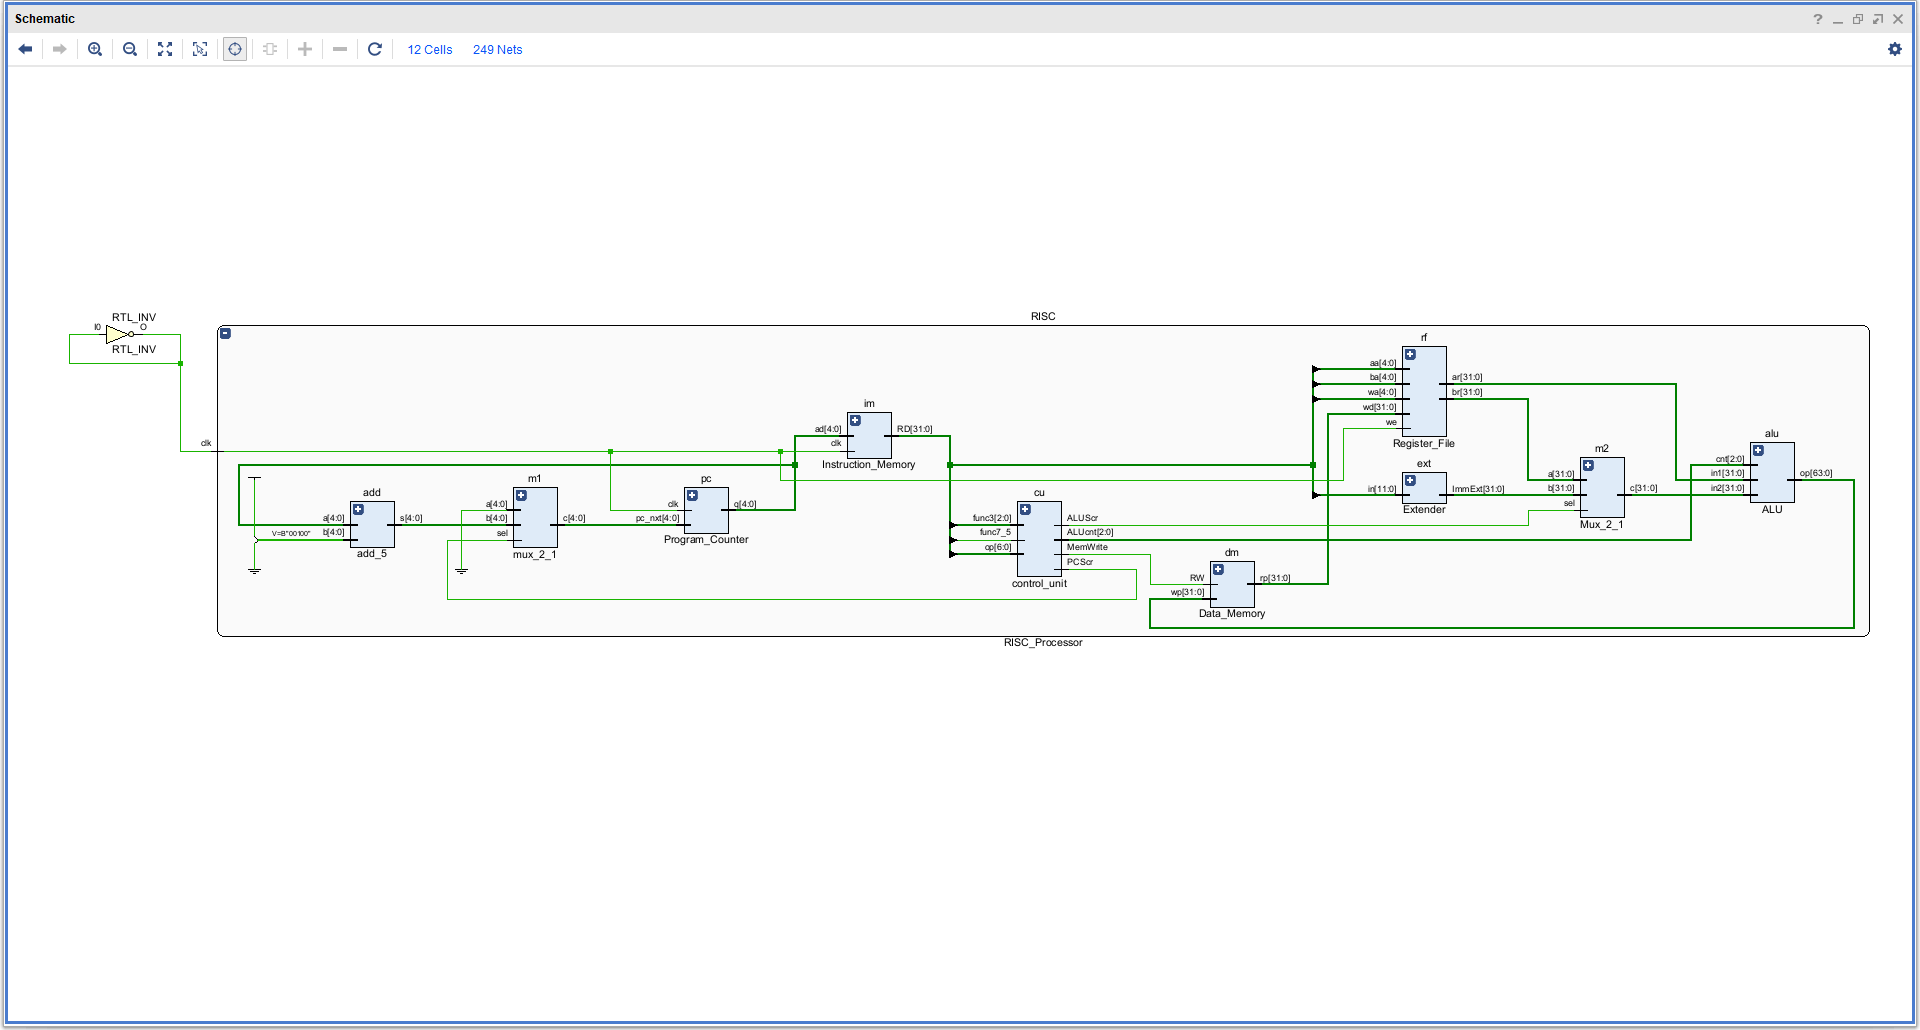 Schematic
12 Cells
249 Nets
RTL_INV
I0
O
RTL_INV
clk
RISC
add
a[4:0]
b[4:0]
V=B"00100"
s[4:0]
add_5
m1
a[4:0]
b[4:0]
sel
c[4:0]
mux_2_1
pc
clk
pc_nxt[4:0]
q[4:0]
Program_Counter
im
ad[4:0]
clk
RD[31:0]
Instruction_Memory
cu
func3[2:0]
func7_5
op[6:0]
ALUScr
ALUcnt[2:0]
MemWrite
PCScr
control_unit
dm
RW
wp[31:0]
rp[31:0]
Data_Memory
rf
aa[4:0]
ba[4:0]
wa[4:0]
wd[31:0]
we
ar[31:0]
br[31:0]
Register_File
ext
in[11:0]
ImmExt[31:0]
Extender
m2
a[31:0]
b[31:0]
sel
c[31:0]
Mux_2_1
alu
cnt[2:0]
in1[31:0]
in2[31:0]
op[63:0]
ALU
RISC_Processor